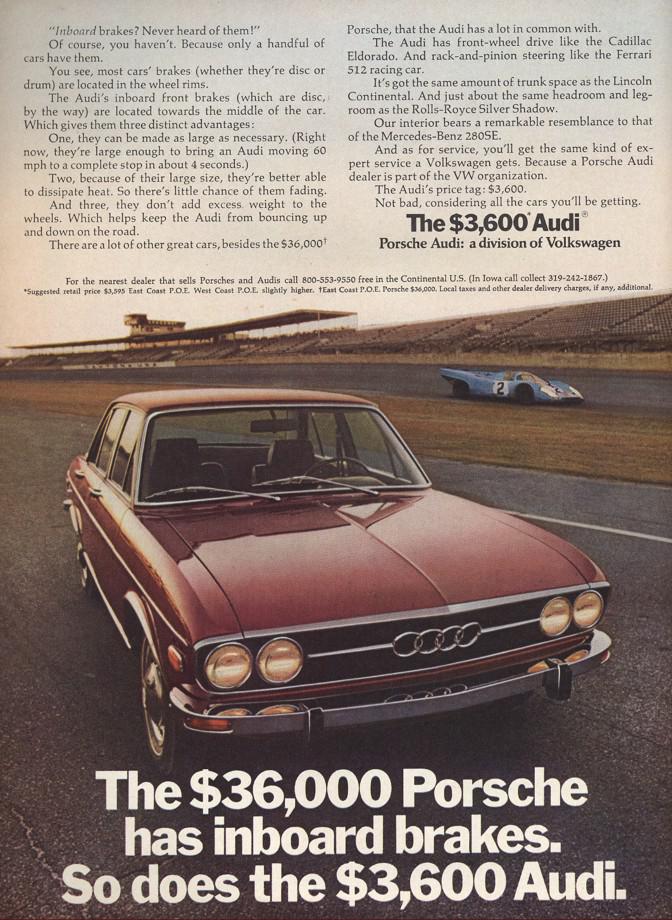 "Inboard brakes? Never heard of them!"
Of course, you haven't. Because only a handful of
cars have them.
You see, most cars' brakes (whether they're disc or
drum) are located in the wheel rims.
The Audi's inboard front brakes (which are disc,
by the way) are located towards the middle of the car.
Which gives them three distinct advantages:
One, they can be made as large as necessary. (Right
now, they're large enough to bring an Audi moving 60
mph to a complete stop in about 4 seconds.)
Two, because of their large size, they're better able
to dissipate heat. So there's little chance of them fading.
And three, they don't add excess weight to the
wheels. Which helps keep the Audi from bouncing up
and down on the road.
There are a lot of other great cars, besides the $36,000†
Porsche, that the Audi has a lot in common with.
The Audi has front-wheel drive like the Cadillac
Eldorado. And rack-and-pinion steering like the Ferrari
512 racing car.
It's got the same amount of trunk space as the Lincoln
Continental. And just about the same headroom and leg-
room as the Rolls-Royce Silver Shadow.
Our interior bears a remarkable resemblance to that
of the Mercedes-Benz 280SE.
And as for service, you'll get the same kind of ex-
pert service a Volkswagen gets. Because a Porsche Audi
dealer is part of the VW organization.
The Audi's price tag: $3,600.
Not bad, considering all the cars you'll be getting.
The $3,600* Audi®
Porsche Audi: a division of Volkswagen
For the nearest dealer that sells Porsches and Audis call 800-553-9550 free in the Continental U.S. (In Iowa call collect 319-242-1867.)
*Suggested retail price $3,595 East Coast P.O.E. West Coast P.O.E. slightly higher. †East Coast P.O.E. Porsche $36,000. Local taxes and other dealer delivery charges, if any, additional.
2
The $36,000 Porsche
has inboard brakes.
So does the $3,600 Audi.